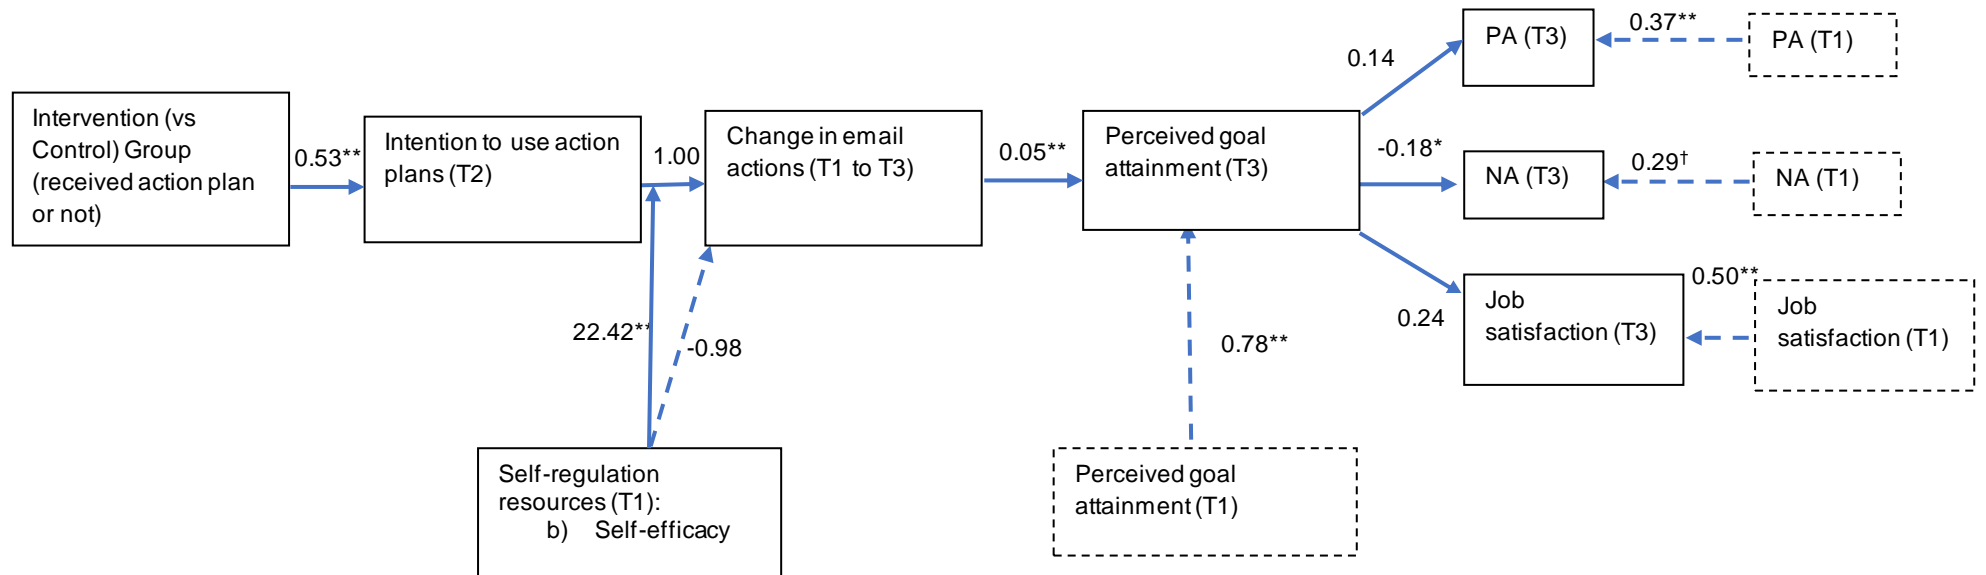 Intervention (vs
Control) Group
(received action plan
or not)
0.53**
Intention to use action
plans (T2)
1.00
Change in email
actions (T1 to T3)
0.05**
Perceived goal
attainment (T3)
0.14
PA (T3)
0.37**
PA (T1)
-0.18*
NA (T3)
0.29†
NA (T1)
0.24
Job
satisfaction (T3)
0.50**
Job
satisfaction (T1)
22.42**
-0.98
0.78**
Self-regulation
resources (T1):
b) Self-efficacy
Perceived goal
attainment (T1)